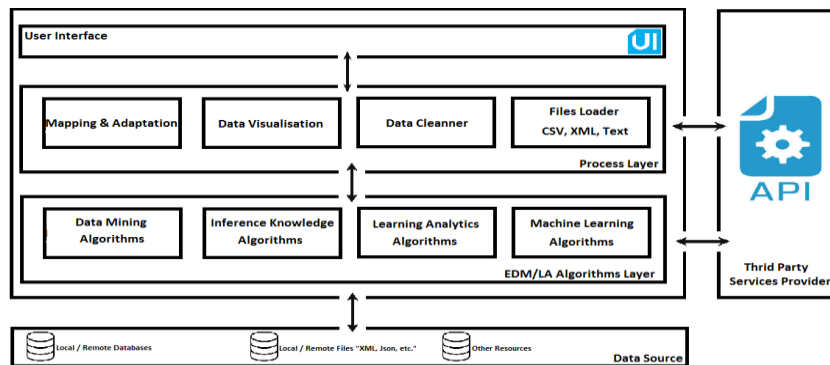 User Interface
UI
Mapping & Adaptation
Data Visualisation
Data Cleanner
Files Loader
CSV, XML, Text
Process Layer
Data Mining
Algorithms
Inference Knowledge
Algorithms
Learning Analytics
Algorithms
Machine Learning
Algorithms
EDM/LA Algorithms Layer
API
Thrid Party
Services Provider
Local / Remote Databases
Local / Remote Files "XML, Json, etc."
Other Resources
Data Source